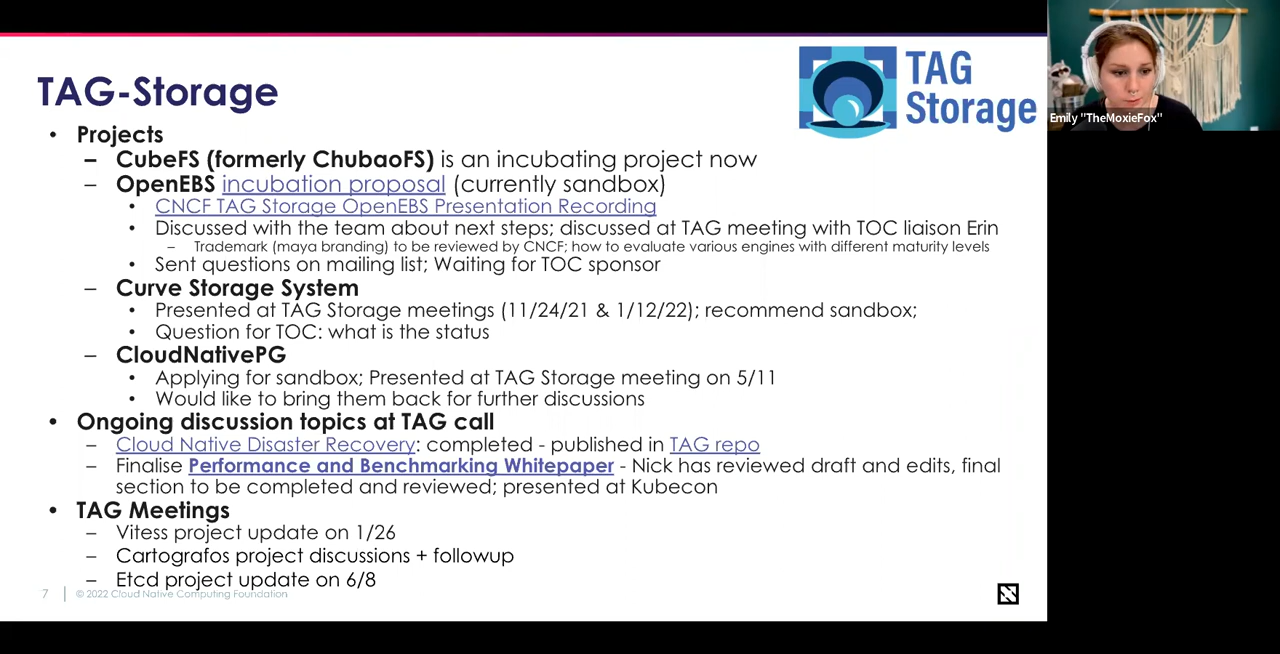 TAG-Storage
TAG
Storage
Emily "TheMoxieFox"
• Projects
– CubeFS (formerly ChubaoFS) is an incubating project now
– OpenEBS incubation proposal (currently sandbox)
• CNCF TAG Storage OpenEBS Presentation Recording
• Discussed with the team about next steps; discussed at TAG meeting with TOC liaison Erin
– Trademark (maya branding) to be reviewed by CNCF; how to evaluate various engines with different maturity levels
• Sent questions on mailing list; Waiting for TOC sponsor
– Curve Storage System
• Presented at TAG Storage meetings (11/24/21 & 1/12/22); recommend sandbox;
• Question for TOC: what is the status
– CloudNativePG
• Applying for sandbox; Presented at TAG Storage meeting on 5/11
• Would like to bring them back for further discussions
• Ongoing discussion topics at TAG call
– Cloud Native Disaster Recovery: completed - published in TAG repo
– Finalise Performance and Benchmarking Whitepaper - Nick has reviewed draft and edits, final
section to be completed and reviewed; presented at Kubecon
• TAG Meetings
– Vitess project update on 1/26
– Cartografos project discussions + followup
– Etcd project update on 6/8
7 © 2022 Cloud Native Computing Foundation